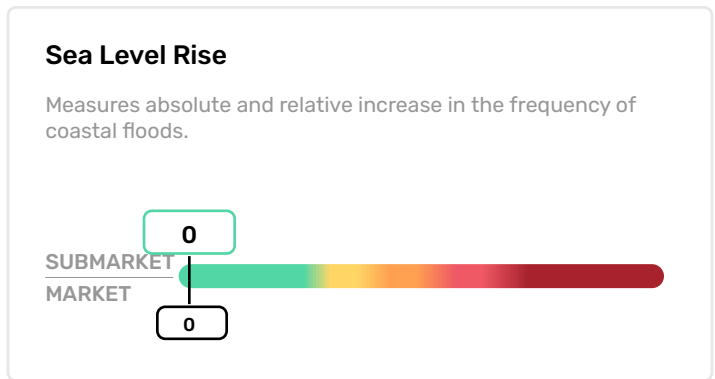 Sea Level Rise
Measures absolute and relative increase in the frequency of
coastal floods.
0
SUBMARKET
MARKET
0